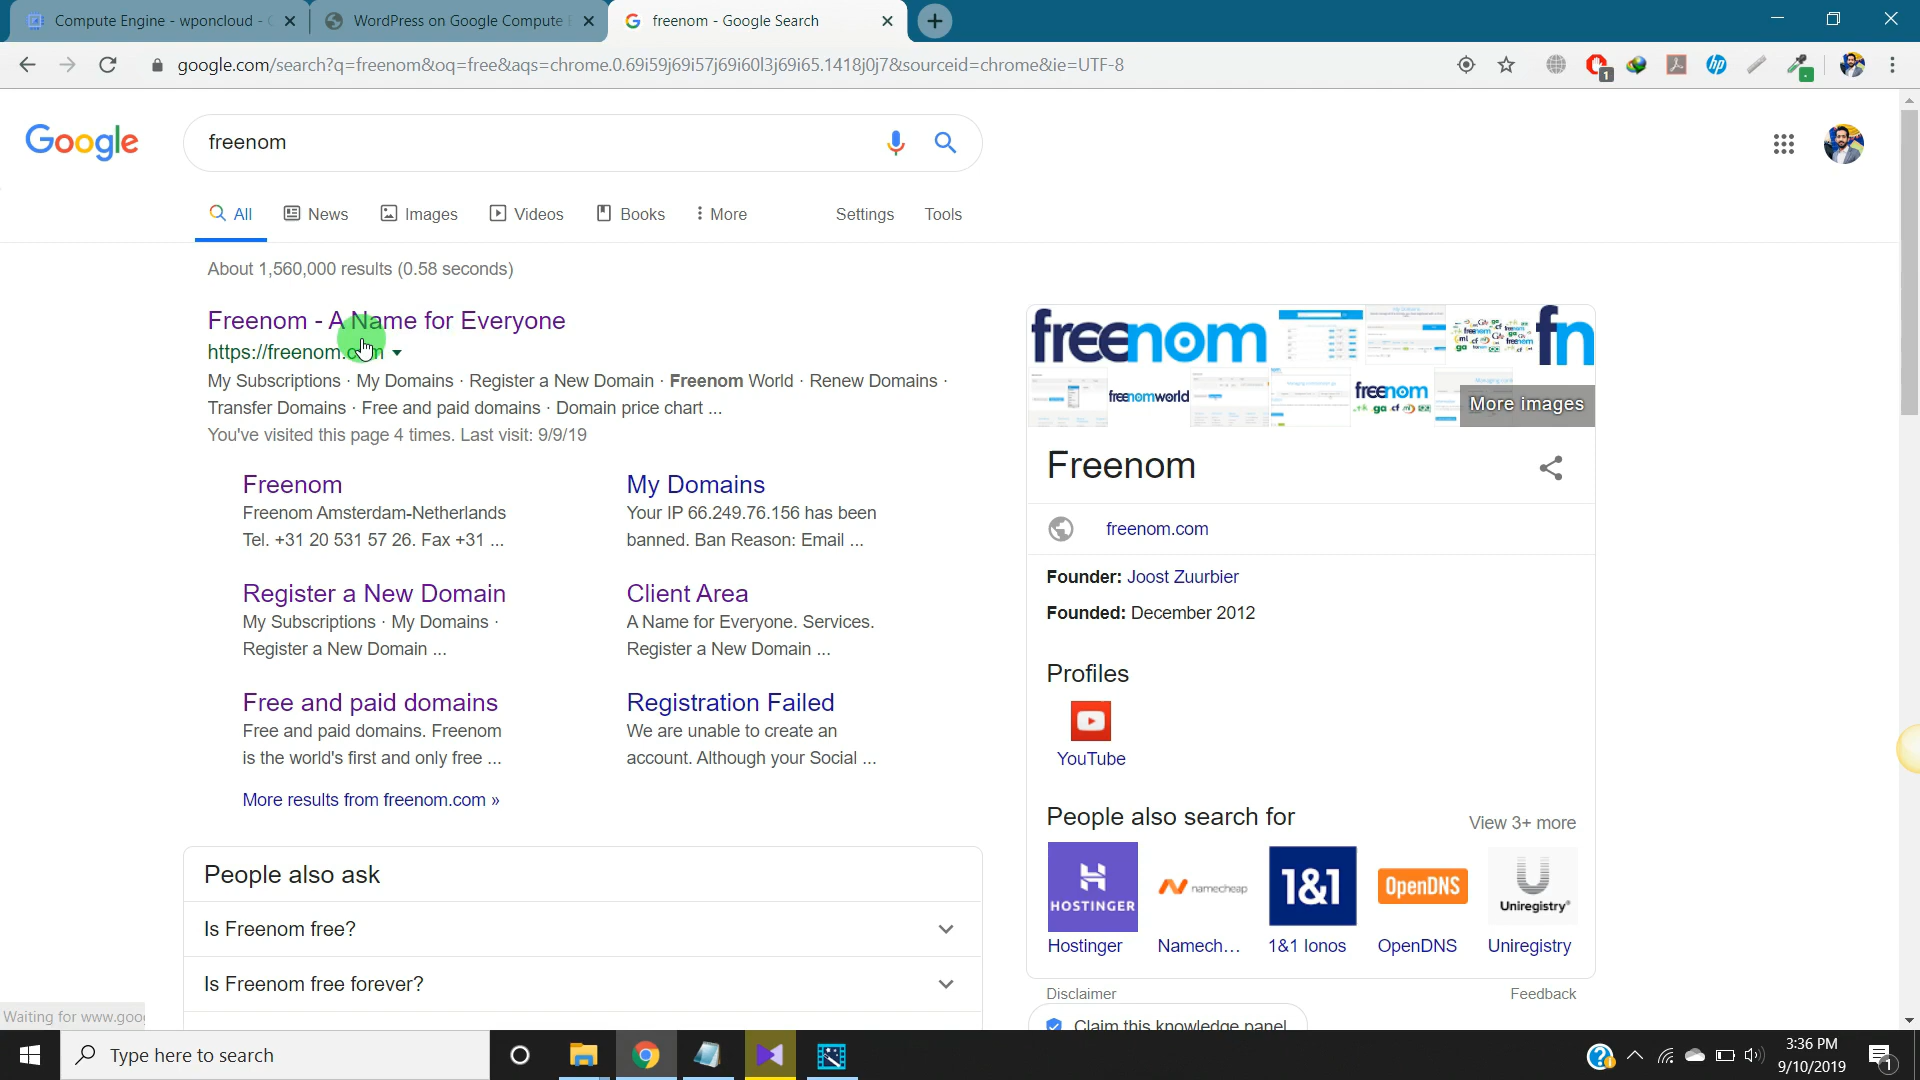 Compute Engine - wponcloud -
WordPress on Google Compute
freenom - Google Search
google.com/search?q=freenom&oq=free&aqs=chrome.0.69i59j69i57j69i60l3j69i65.1418j0j7&sourceid=chrome&ie=UTF-8
1
Google
freenom
All
News
Images
Videos
Books
More
Settings
Tools
About 1,560,000 results (0.58 seconds)
Freenom - A Name for Everyone
https://freenom.com
My Subscriptions · My Domains · Register a New Domain · Freenom World · Renew Domains ·
Transfer Domains · Free and paid domains · Domain price chart ...
You've visited this page 4 times. Last visit: 9/9/19
Freenom
Freenom Amsterdam-Netherlands
Tel. +31 20 531 57 26. Fax +31 ...
My Domains
Your IP 66.249.76.156 has been
banned. Ban Reason: Email ...
Register a New Domain
My Subscriptions · My Domains ·
Register a New Domain ...
Client Area
A Name for Everyone. Services.
Register a New Domain ...
Free and paid domains
Free and paid domains. Freenom
is the world's first and only free ...
Registration Failed
We are unable to create an
account. Although your Social ...
More results from freenom.com »
People also ask
Is Freenom free?
Is Freenom free forever?
freenom
fn
freenomworld
freenom
More images
Freenom
freenom.com
Founder: Joost Zuurbier
Founded: December 2012
Profiles
YouTube
People also search for
View 3+ more
HOSTINGER
namecheap
1&1
OpenDNS
Uniregistry
Hostinger
Namech...
1&1 Ionos
OpenDNS
Uniregistry
Disclaimer
Feedback
Claim this knowledge panel
Waiting for www.goo
Type here to search
3:36 PM
9/10/2019
1